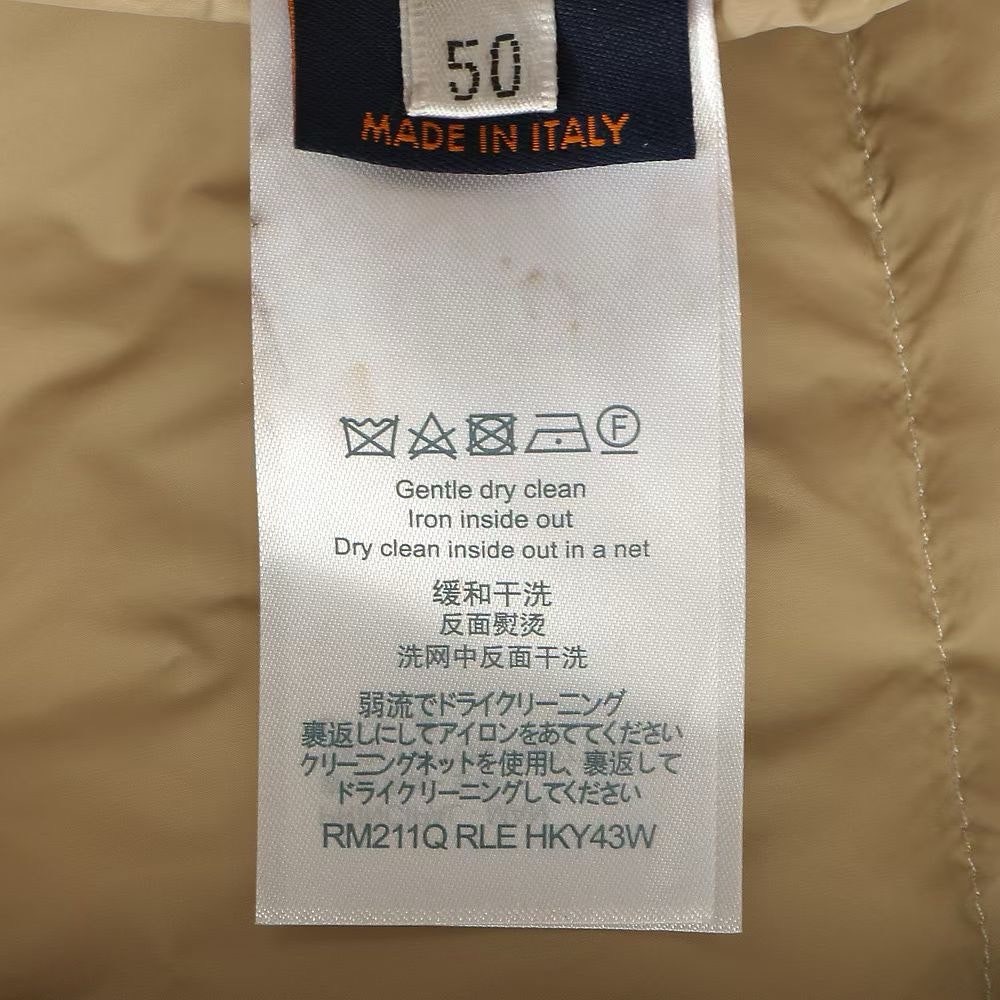 50
MADE IN ITALY
F
Gentle dry clean
Iron inside out
Dry clean inside out in a net
缓和干洗
反面熨烫
洗网中反面干洗
弱流でドライクリーニング
裏返しにしてアイロンをあててください
クリーニングネットを使用し、裏返して
ドライクリーニングしてください
RM211Q RLE HKY43W